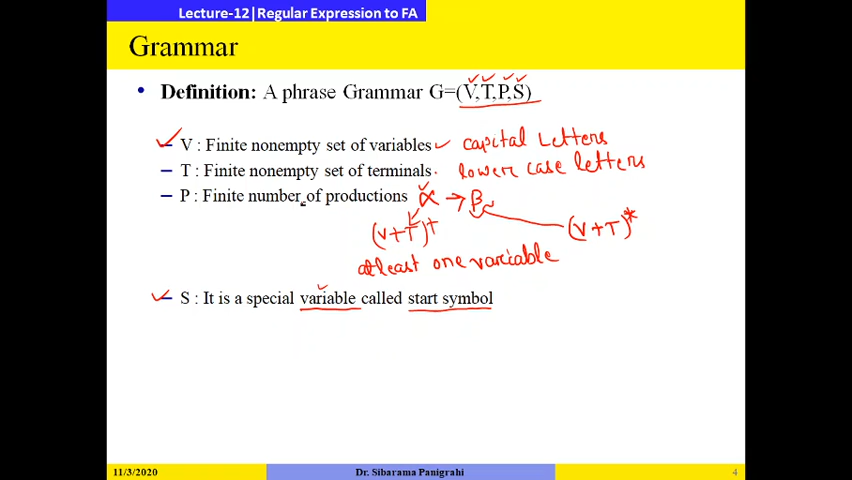 Lecture-12|Regular Expression to FA
Grammar
• Definition: A phrase Grammar G=(V,T,P,S)
– V : Finite nonempty set of variables capital Letters
– T : Finite nonempty set of terminals. lower case letters
– P : Finite number of productions α → β
(V+T)+ (V+T)*
atleast one variable
– S : It is a special variable called start symbol
11/3/2020 Dr. Sibarama Panigrahi 4